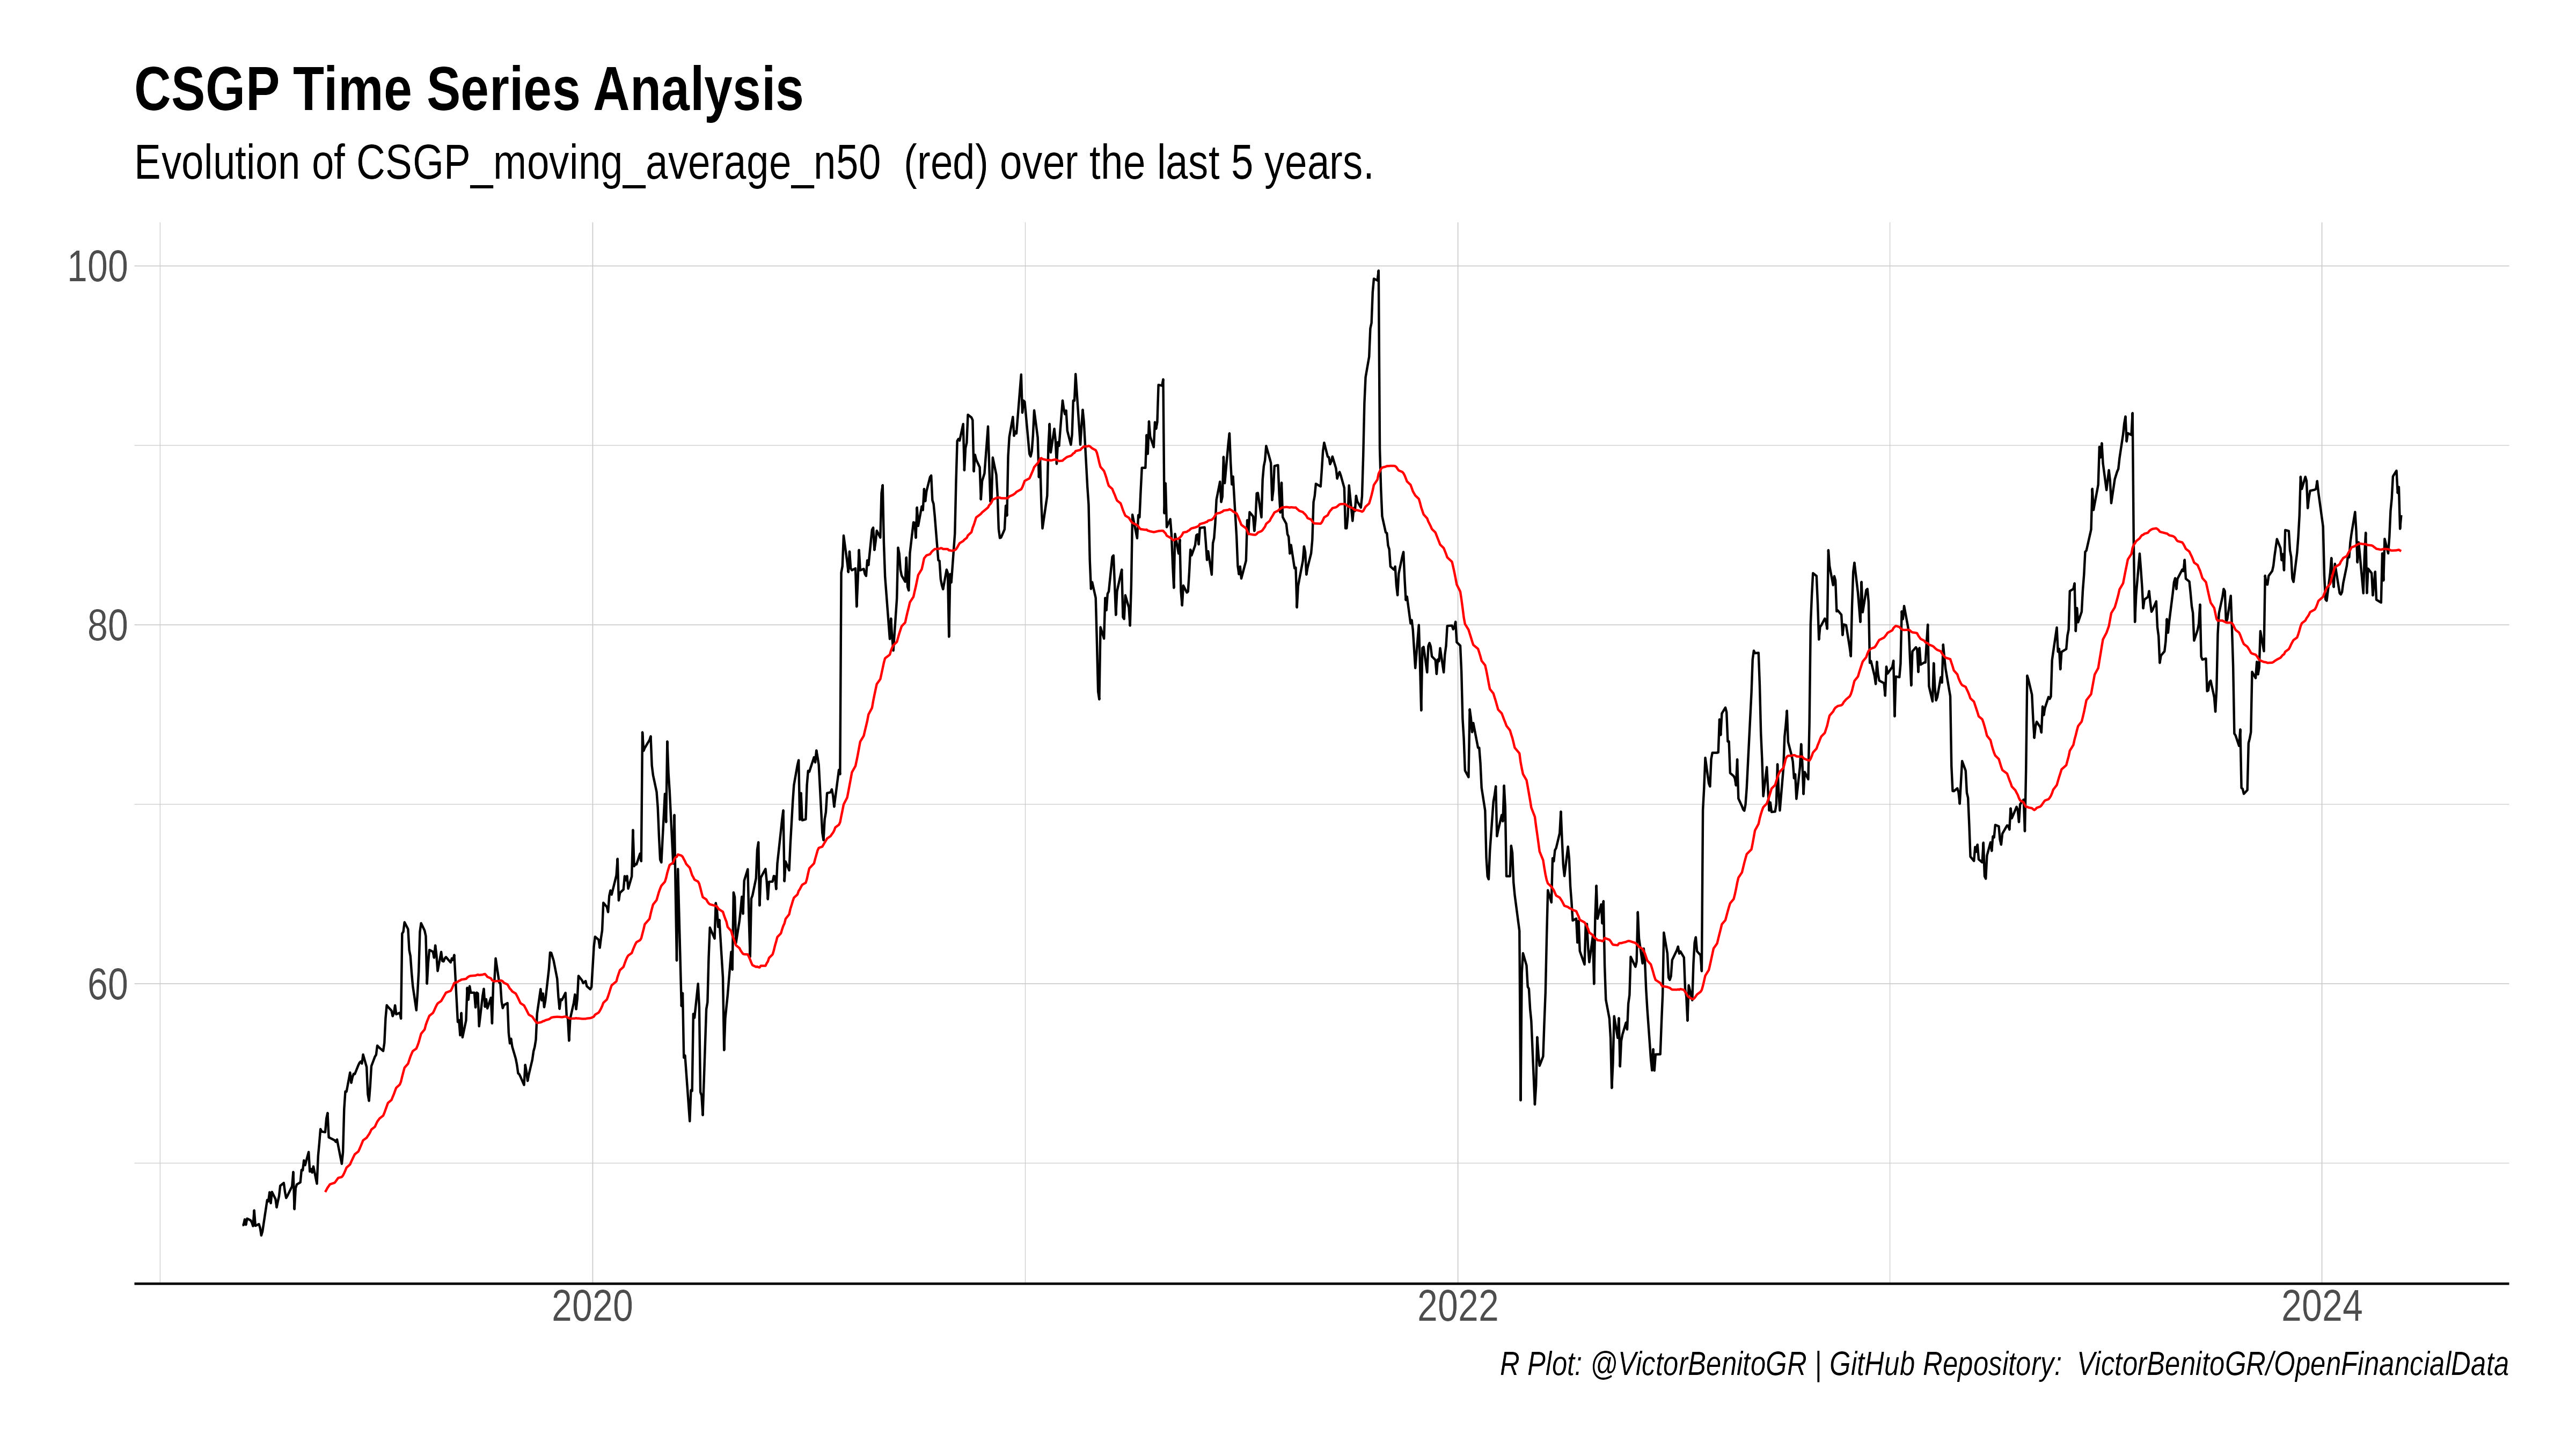 CSGP Time Series Analysis
Evolution of CSGP_moving_average_n50  (red) over the last 5 years.
100
80
60
2020 2022 2024
R Plot: @VictorBenitoGR | GitHub Repository:  VictorBenitoGR/OpenFinancialData